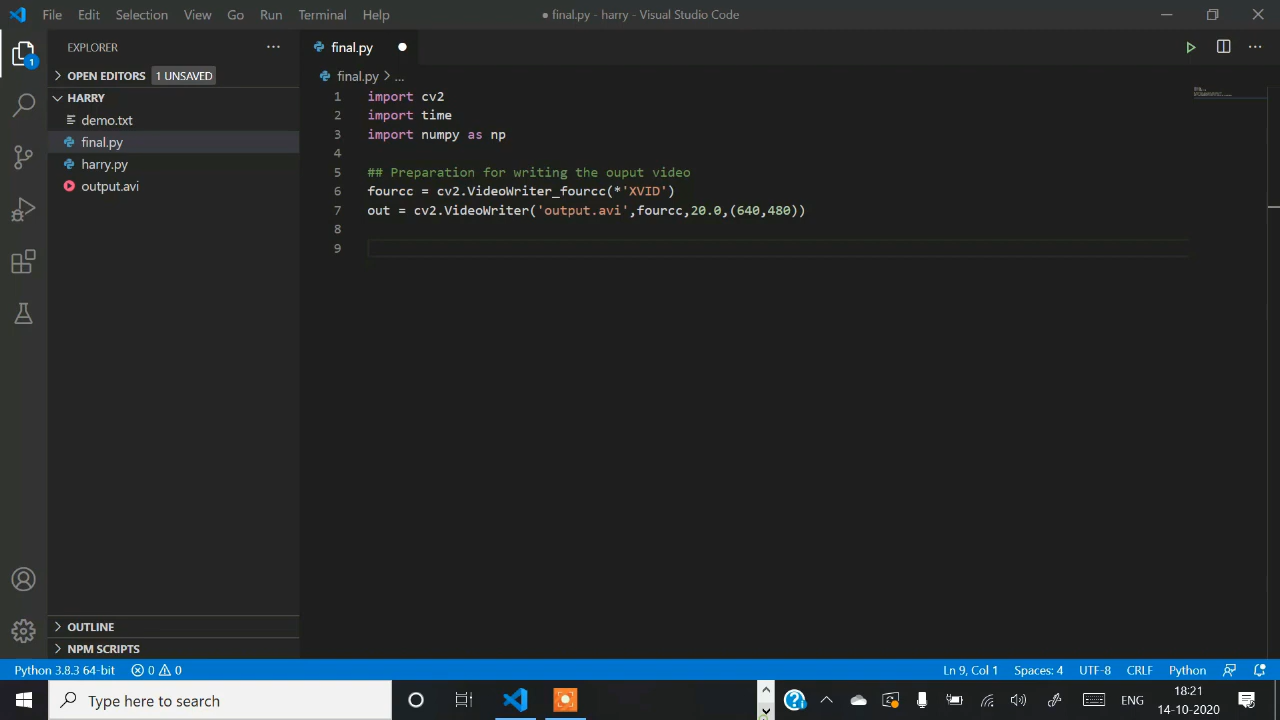 File Edit Selection View Go Run Terminal Help ● final.py - harry - Visual Studio Code
EXPLORER
OPEN EDITORS 1 UNSAVED
HARRY
demo.txt
final.py
harry.py
output.avi
OUTLINE
NPM SCRIPTS
1
final.py
final.py > ...
1 import cv2
2 import time
3 import numpy as np
4
5 ## Preparation for writing the ouput video
6 fourcc = cv2.VideoWriter_fourcc(*'XVID')
7 out = cv2.VideoWriter('output.avi',fourcc,20.0,(640,480))
8
9
Python 3.8.3 64-bit 0 0 Ln 9, Col 1 Spaces: 4 UTF-8 CRLF Python
Type here to search
ENG
18:21
14-10-2020